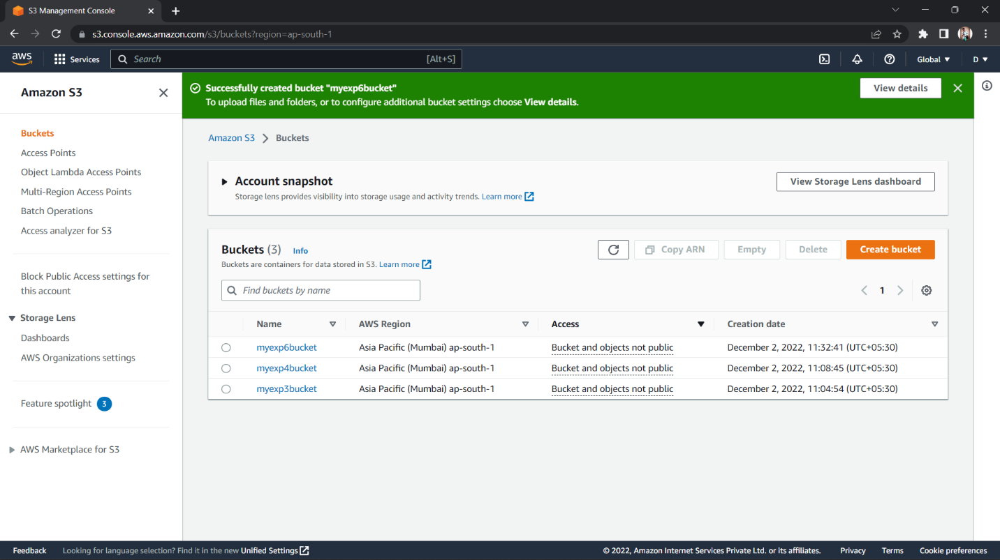 S3 Management Console
s3.console.aws.amazon.com/s3/buckets?region=ap-south-1
aws
Services
Search
[Alt+S]
Global
D
Amazon S3
Buckets
Access Points
Object Lambda Access Points
Multi-Region Access Points
Batch Operations
Access analyzer for S3
Block Public Access settings for
this account
Storage Lens
Dashboards
AWS Organizations settings
Feature spotlight 3
AWS Marketplace for S3
Successfully created bucket "myexp6bucket"
To upload files and folders, or to configure additional bucket settings choose View details.
View details
Amazon S3 Buckets
Account snapshot
Storage lens provides visibility into storage usage and activity trends. Learn more
View Storage Lens dashboard
Buckets (3) Info
Buckets are containers for data stored in S3. Learn more
Copy ARN
Empty
Delete
Create bucket
Find buckets by name
1
Name AWS Region Access Creation date
myexp6bucket Asia Pacific (Mumbai) ap-south-1 Bucket and objects not public December 2, 2022, 11:32:41 (UTC+05:30)
myexp4bucket Asia Pacific (Mumbai) ap-south-1 Bucket and objects not public December 2, 2022, 11:08:45 (UTC+05:30)
myexp3bucket Asia Pacific (Mumbai) ap-south-1 Bucket and objects not public December 2, 2022, 11:04:54 (UTC+05:30)
Feedback Looking for language selection? Find it in the new Unified Settings © 2022, Amazon Internet Services Private Ltd. or its affiliates. Privacy Terms Cookie preferences